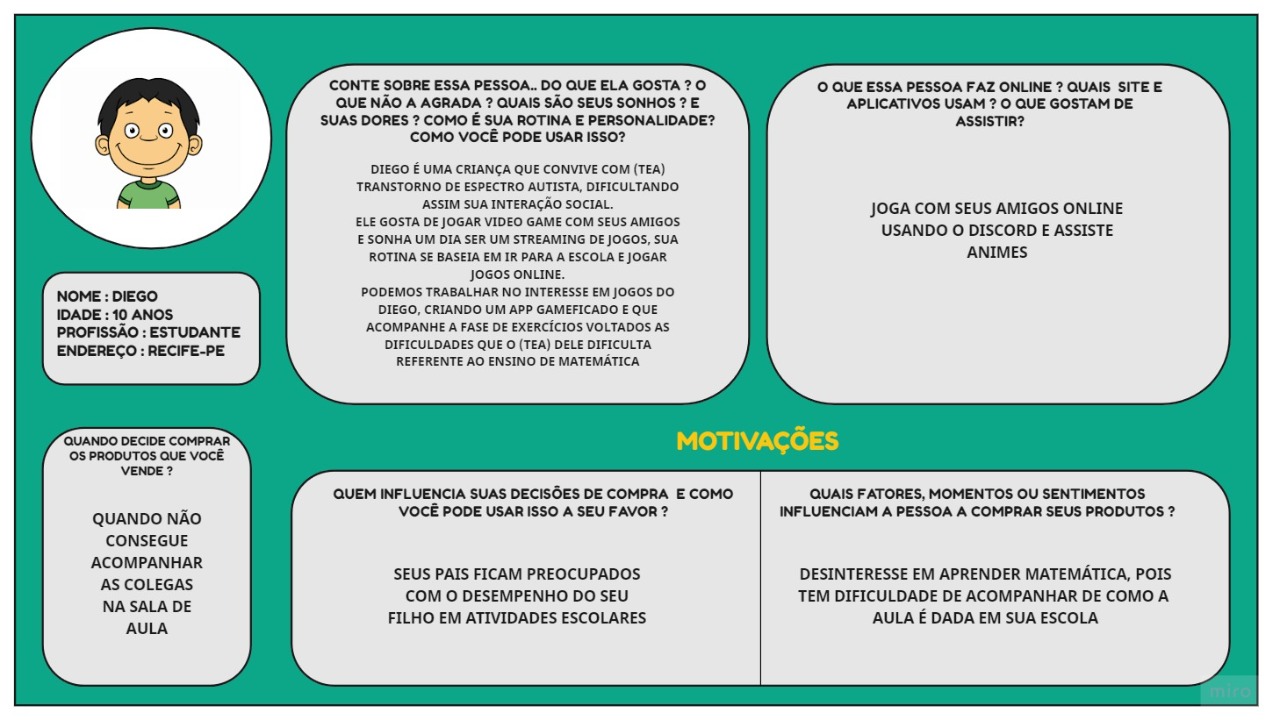 CONTE SOBRE ESSA PESSOA.. DO QUE ELA GOSTA ? O
QUE NÃO A AGRADA ? QUAIS SÃO SEUS SONHOS ? E
SUAS DORES ? COMO É SUA ROTINA E PERSONALIDADE?
COMO VOCÊ PODE USAR ISSO?
DIEGO É UMA CRIANÇA QUE CONVIVE COM (TEA)
TRANSTORNO DE ESPECTRO AUTISTA, DIFICULTANDO
ASSIM SUA INTERAÇÃO SOCIAL.
ELE GOSTA DE JOGAR VIDEO GAME COM SEUS AMIGOS
E SONHA UM DIA SER UM STREAMING DE JOGOS, SUA
ROTINA SE BASEIA EM IR PARA A ESCOLA E JOGAR
JOGOS ONLINE.
PODEMOS TRABALHAR NO INTERESSE EM JOGOS DO
DIEGO, CRIANDO UM APP GAMEFICADO E QUE
ACOMPANHE A FASE DE EXERCÍCIOS VOLTADOS AS
DIFICULDADES QUE O (TEA) DELE DIFICULTA
REFERENTE AO ENSINO DE MATEMÁTICA
O QUE ESSA PESSOA FAZ ONLINE ? QUAIS SITE E
APLICATIVOS USAM ? O QUE GOSTAM DE
ASSISTIR?
JOGA COM SEUS AMIGOS ONLINE
USANDO O DISCORD E ASSISTE
ANIMES
NOME : DIEGO
IDADE : 10 ANOS
PROFISSÃO : ESTUDANTE
ENDEREÇO : RECIFE-PE
QUANDO DECIDE COMPRAR
OS PRODUTOS QUE VOCÊ
VENDE ?
QUANDO NÃO
CONSEGUE
ACOMPANHAR
AS COLEGAS
NA SALA DE
AULA
MOTIVAÇÕES
QUEM INFLUENCIA SUAS DECISÕES DE COMPRA E COMO
VOCÊ PODE USAR ISSO A SEU FAVOR ?
SEUS PAIS FICAM PREOCUPADOS
COM O DESEMPENHO DO SEU
FILHO EM ATIVIDADES ESCOLARES
QUAIS FATORES, MOMENTOS OU SENTIMENTOS
INFLUENCIAM A PESSOA A COMPRAR SEUS PRODUTOS ?
DESINTERESSE EM APRENDER MATEMÁTICA, POIS
TEM DIFICULDADE DE ACOMPANHAR DE COMO A
AULA É DADA EM SUA ESCOLA
miro